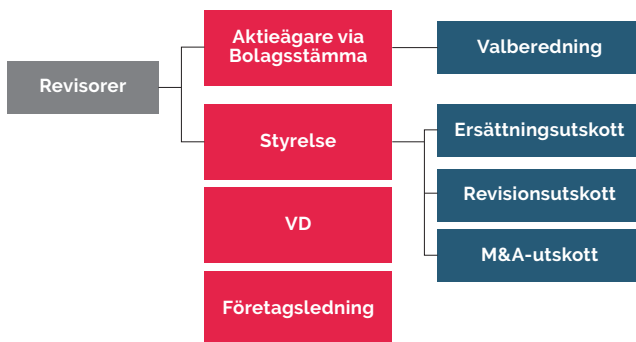 Revisorer
Aktieägare via
Bolagsstämma
Styrelse
VD
Företagsledning
Valberedning
Ersättningsutskott
Revisionsutskott
M&A-utskott